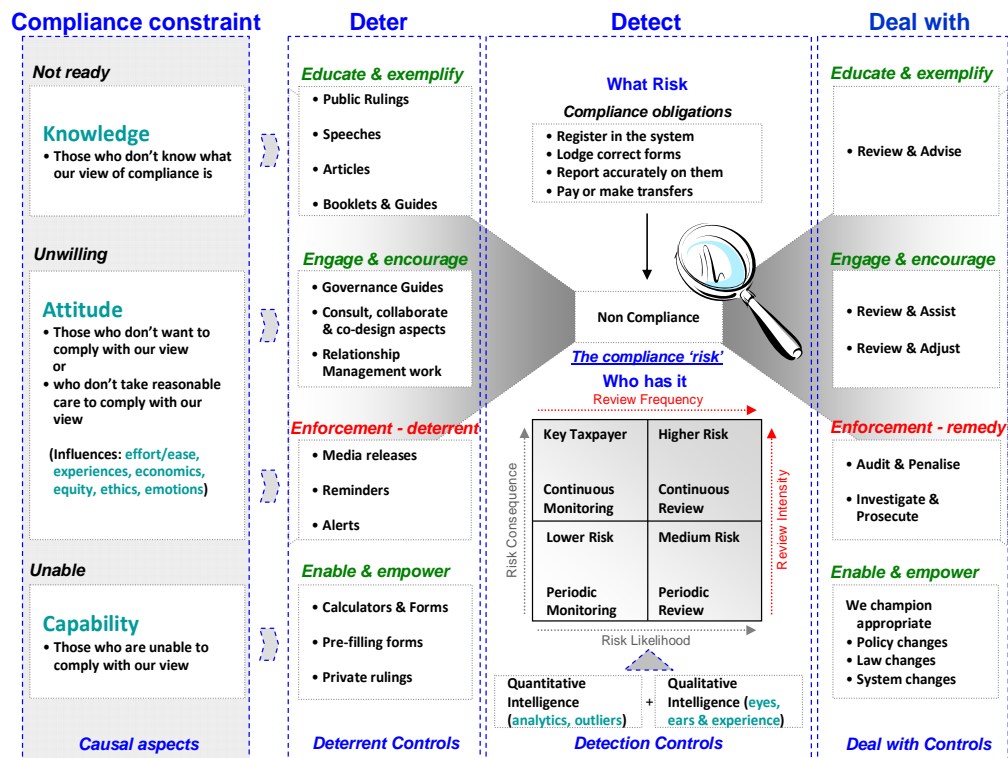 Compliance constraint
Not ready
Knowledge
• Those who don't know what
our view of compliance is
Unwilling
Attitude
• Those who don't want to
comply with our view
or
• who don't take reasonable
care to comply with our
view
(Influences: effort/ease,
experiences, economics,
equity, ethics, emotions)
Unable
Capability
• Those who are unable to
comply with our view
Causal aspects
Deter
Educate & exemplify
• Public Rulings
• Speeches
• Articles
• Booklets & Guides
Engage & encourage
• Governance Guides
• Consult, collaborate
& co-design aspects
• Relationship
Management work
Enforcement - deterrent
• Media releases
• Reminders
• Alerts
Enable & empower
• Calculators & Forms
• Pre-filling forms
• Private rulings
Deterrent Controls
Detect
What Risk
Compliance obligations
• Register in the system
• Lodge correct forms
• Report accurately on them
• Pay or make transfers
Non Compliance
The compliance 'risk'
Who has it
Review Frequency
Risk Consequence
Key Taxpayer
Continuous
Monitoring
Higher Risk
Continuous
Review
Lower Risk
Periodic
Monitoring
Medium Risk
Periodic
Review
Review Intensity
Risk Likelihood
Quantitative
Intelligence
(analytics, outliers)
+
Qualitative
Intelligence (eyes,
ears & experience)
Detection Controls
Deal with
Educate & exemplify
• Review & Advise
Engage & encourage
• Review & Assist
• Review & Adjust
Enforcement - remedy
• Audit & Penalise
• Investigate &
Prosecute
Enable & empower
We champion
appropriate
• Policy changes
• Law changes
• System changes
Deal with Controls